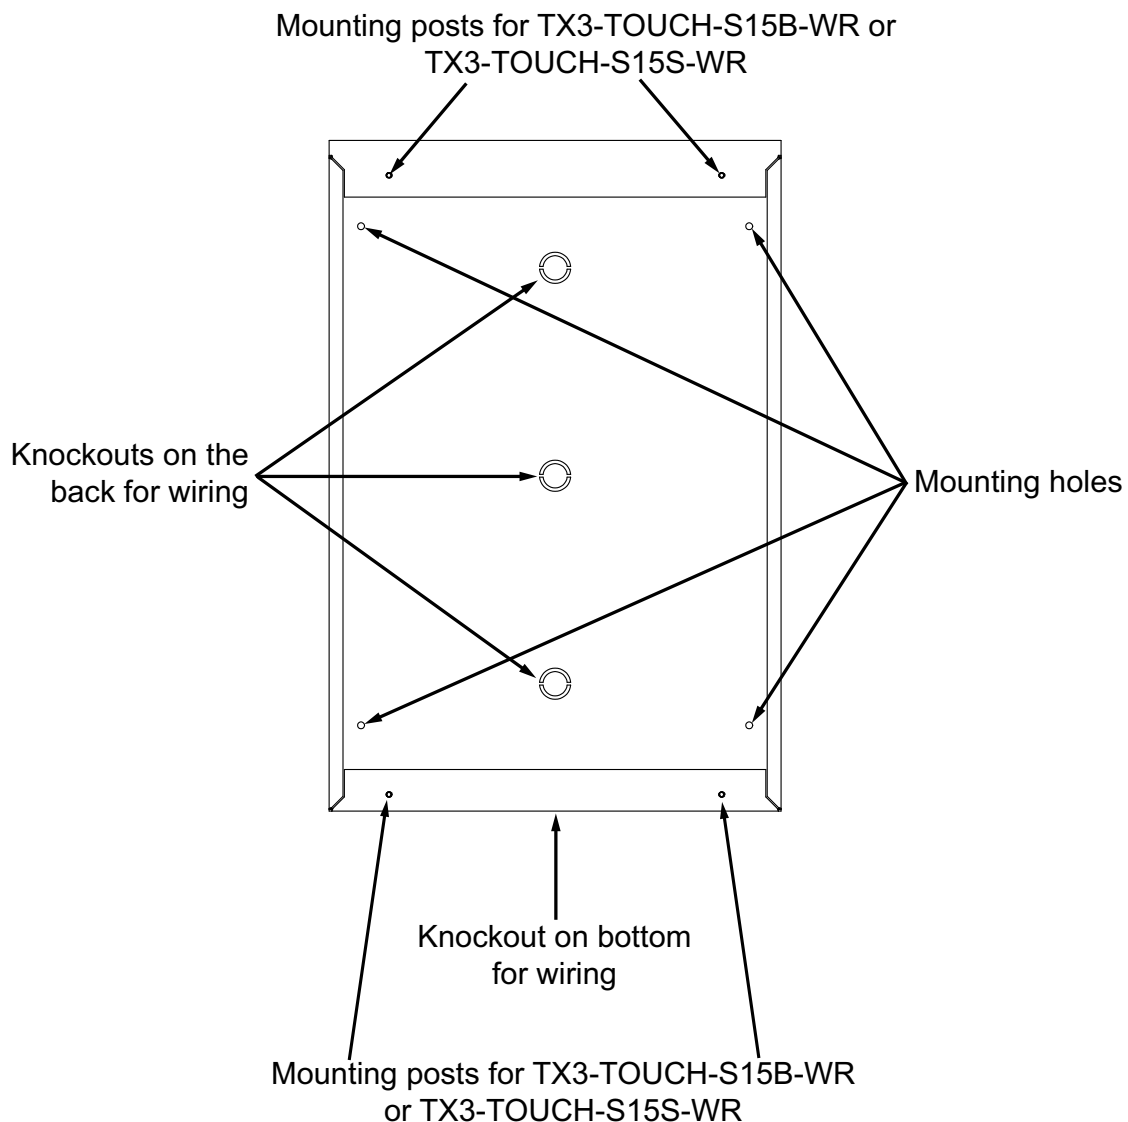 Mounting posts for TX3-TOUCH-S15B-WR or
TX3-TOUCH-S15S-WR
Knockouts on the
back for wiring
Mounting holes
Knockout on bottom
for wiring
Mounting posts for TX3-TOUCH-S15B-WR
or TX3-TOUCH-S15S-WR